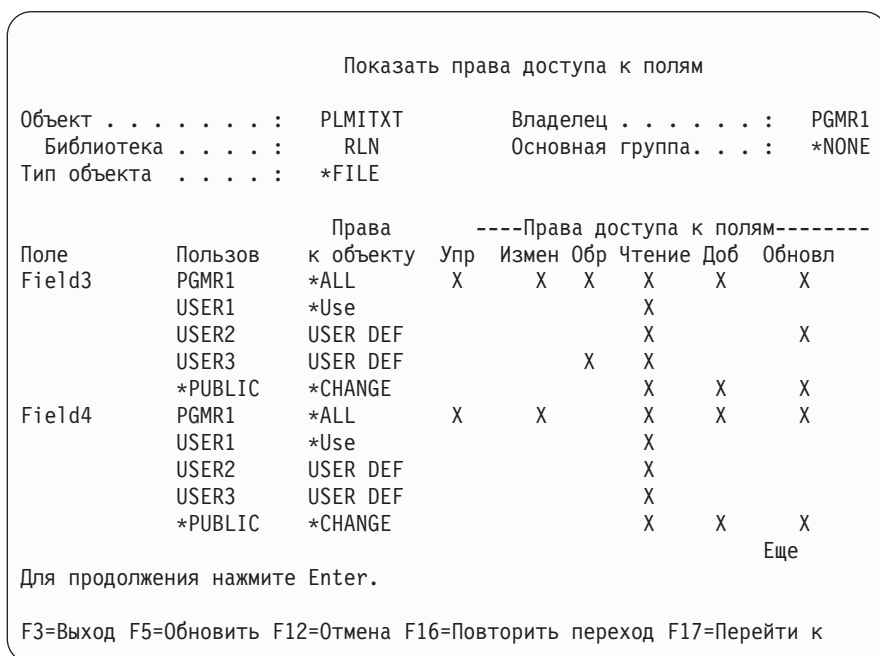 Показать права доступа к полям
Объект . . . . . . . : PLMITXT Владелец . . . . . . : PGMR1
Библиотека . . . . : RLN Основная группа. . . : *NONE
Тип объекта . . . . : *FILE
Права ----Права доступа к полям--------
Поле Пользов к объекту Упр Измен Обр Чтение Доб Обновл
Field3 PGMR1 *ALL X X X X X X
USER1 *Use X
USER2 USER DEF X X
USER3 USER DEF X X
*PUBLIC *CHANGE X X X
Field4 PGMR1 *ALL X X X X X
USER1 *Use X
USER2 USER DEF X
USER3 USER DEF X
*PUBLIC *CHANGE X X X
Еще
Для продолжения нажмите Enter.
F3=Выход F5=Обновить F12=Отмена F16=Повторить переход F17=Перейти к